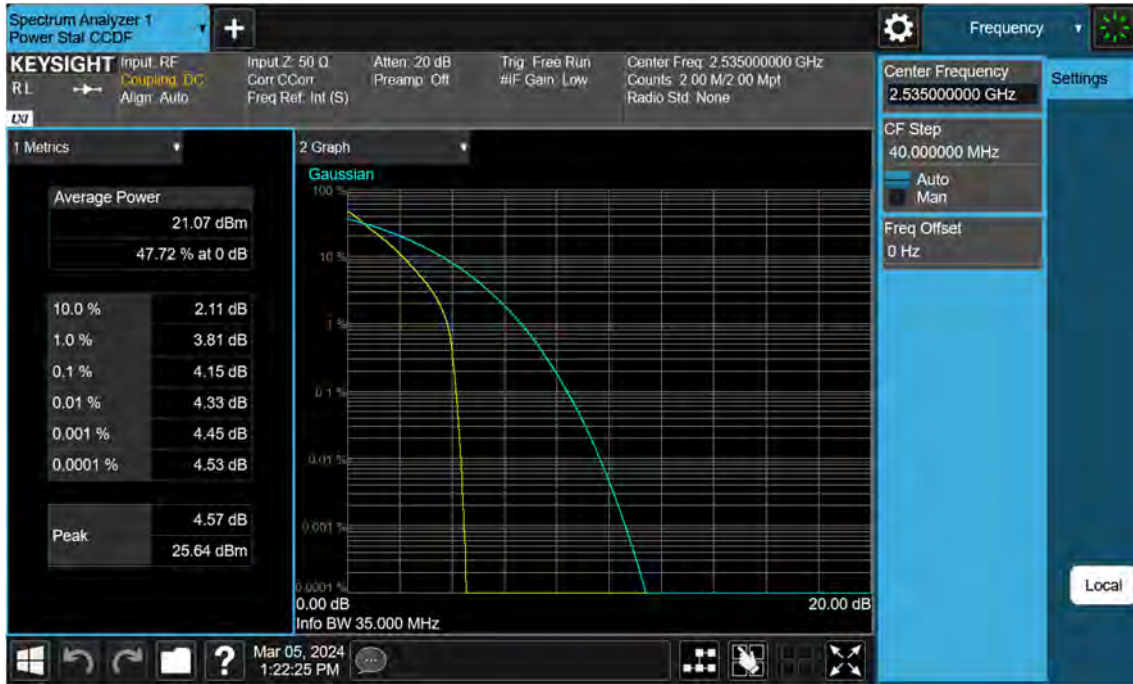 Spectrum Analyzer 1
Power Stat CCDF
Frequency
KEYSIGHT
RL
LXI
Input: RF
Coupling: DC
Align: Auto
Input Z: 50 Ω
Corr CCorr
Freq Ref: Int (S)
Atten: 20 dB
Preamp: Off
Trig: Free Run
#IF Gain: Low
Center Freq: 2.535000000 GHz
Counts: 2.00 M/2.00 Mpt
Radio Std: None
Center Frequency
2.535000000 GHz
Settings
CF Step
40.000000 MHz
Auto
Man
Freq Offset
0 Hz
1 Metrics
Average Power
21.07 dBm
47.72 % at 0 dB
10.0 % 2.11 dB
1.0 % 3.81 dB
0.1 % 4.15 dB
0.01 % 4.33 dB
0.001 % 4.45 dB
0.0001 % 4.53 dB
Peak
4.57 dB
25.64 dBm
2 Graph
Gaussian
100 %
10 %
1 %
0.1 %
0.01 %
0.001 %
0.0001 %
0.00 dB
20.00 dB
Info BW 35.000 MHz
Local
?
Mar 05, 2024
1:22:25 PM